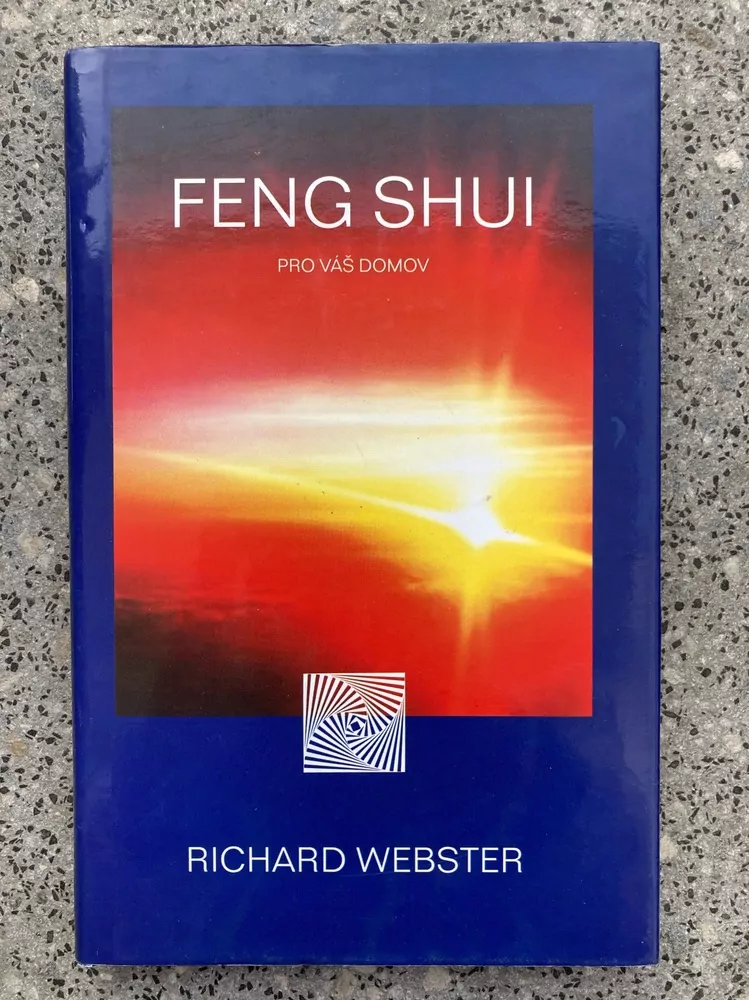 FENG SHUI
PRO VÁŠ DOMOV
RICHARD WEBSTER